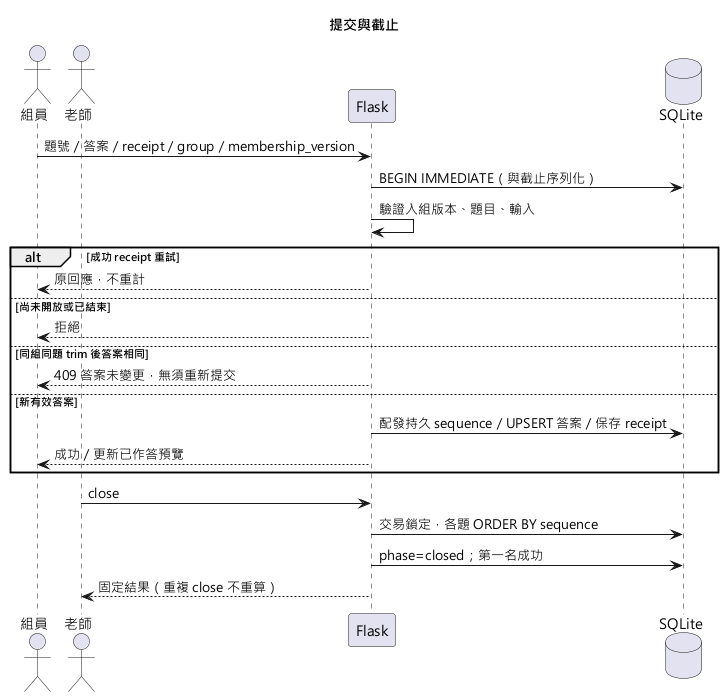 提交與截止
組員
老師
Flask
SQLite
題號 / 答案 / receipt / group / membership_version
BEGIN IMMEDIATE（與截止序列化）
驗證入組版本、題目、輸入
alt
[成功 receipt 重試]
原回應，不重計
[尚未開放或已結束]
拒絕
[同組同題 trim 後答案相同]
409 答案未變更，無須重新提交
[新有效答案]
配發持久 sequence / UPSERT 答案 / 保存 receipt
成功 / 更新已作答預覽
close
交易鎖定，各題 ORDER BY sequence
phase=closed；第一名成功
固定結果（重複 close 不重算）
組員
老師
Flask
SQLite